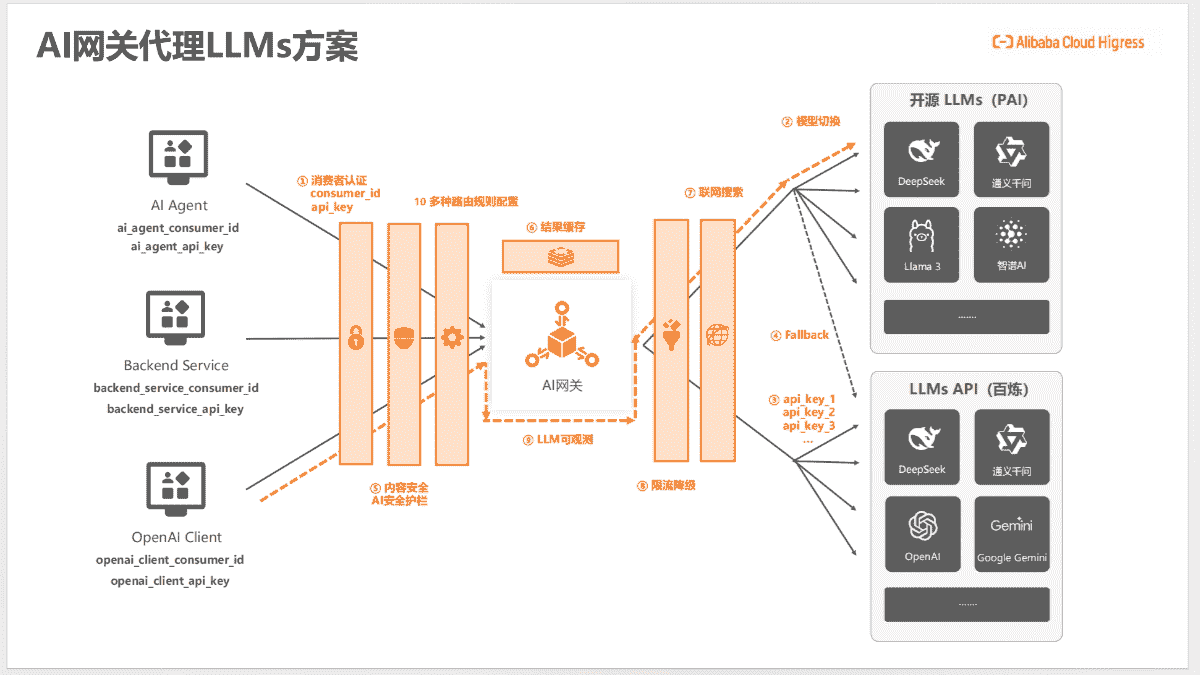 AI网关代理LLMs方案
Alibaba Cloud Higress
AI Agent
ai_agent_consumer_id
ai_agent_api_key
Backend Service
backend_service_consumer_id
backend_service_api_key
OpenAI Client
openai_client_consumer_id
openai_client_api_key
① 消费者认证
consumer_id
api_key
10 多种路由规则配置
⑤ 内容安全
AI安全护栏
⑥ 结果缓存
AI网关
⑨ LLM可观测
⑦ 联网搜索
⑧ 限流降级
② 模型切换
④ Fallback
③ api_key_1
api_key_2
api_key_3
...
开源 LLMs（PAI）
DeepSeek
通义千问
Llama 3
智谱AI
.......
LLMs API（百炼）
DeepSeek
通义千问
OpenAI
Gemini
Google Gemini
.......